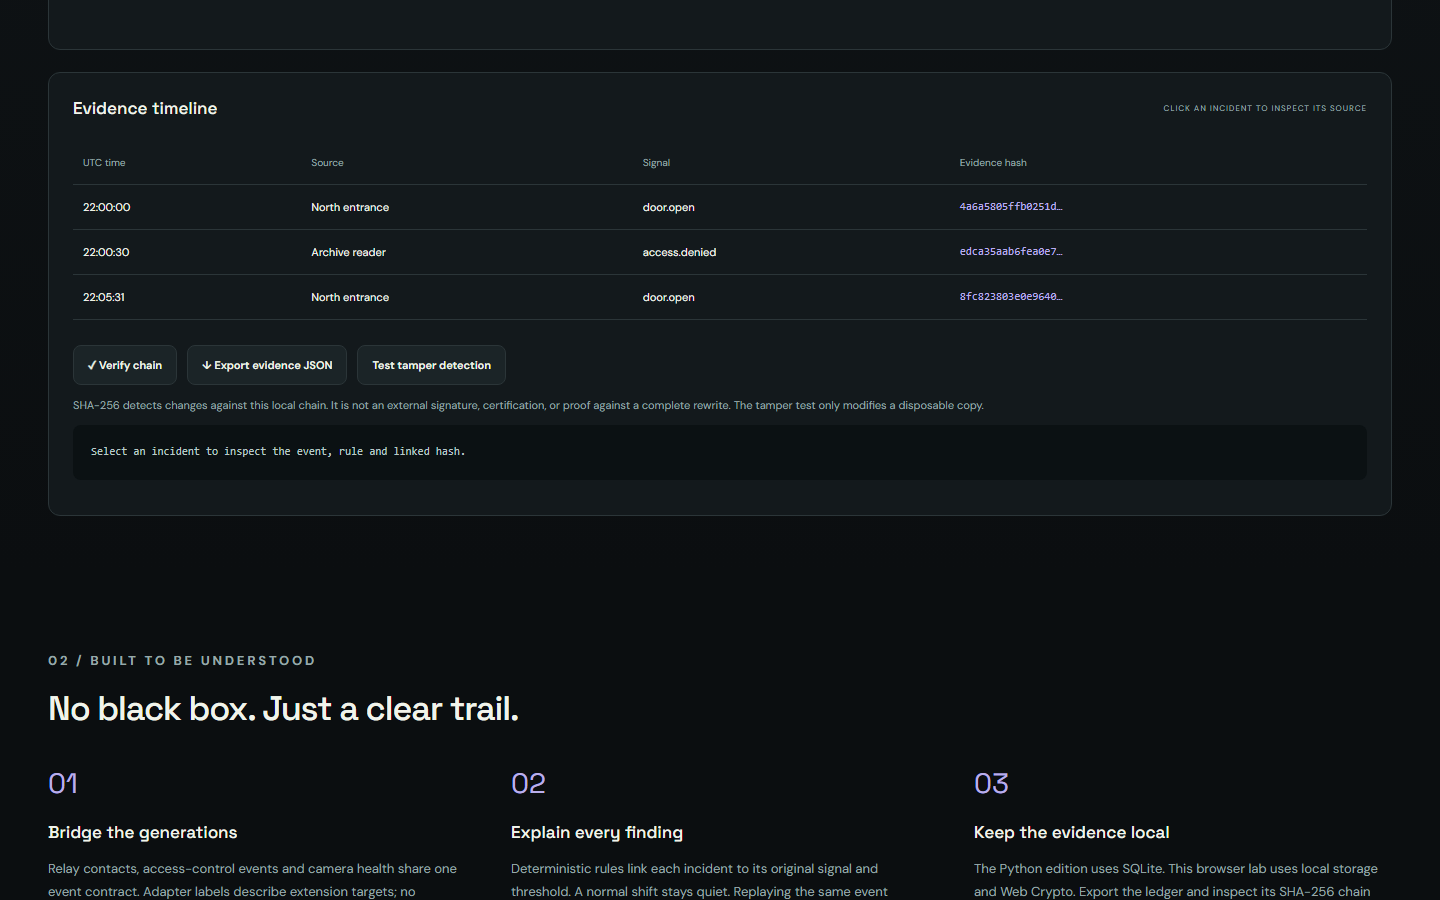 Evidence timeline
CLICK AN INCIDENT TO INSPECT ITS SOURCE
UTC time Source Signal Evidence hash
22:00:00 North entrance door.open 4a6a5805ffb0251d…
22:00:30 Archive reader access.denied edca35aab6fea0e7…
22:05:31 North entrance door.open 8fc823803e0e9640…
✓ Verify chain ↓ Export evidence JSON Test tamper detection
SHA-256 detects changes against this local chain. It is not an external signature, certification, or proof against a complete rewrite. The tamper test only modifies a disposable copy.
Select an incident to inspect the event, rule and linked hash.
02 / BUILT TO BE UNDERSTOOD
No black box. Just a clear trail.
01
Bridge the generations
Relay contacts, access-control events and camera health share one
event contract. Adapter labels describe extension targets; no
02
Explain every finding
Deterministic rules link each incident to its original signal and
threshold. A normal shift stays quiet. Replaying the same event
03
Keep the evidence local
The Python edition uses SQLite. This browser lab uses local storage
and Web Crypto. Export the ledger and inspect its SHA-256 chain